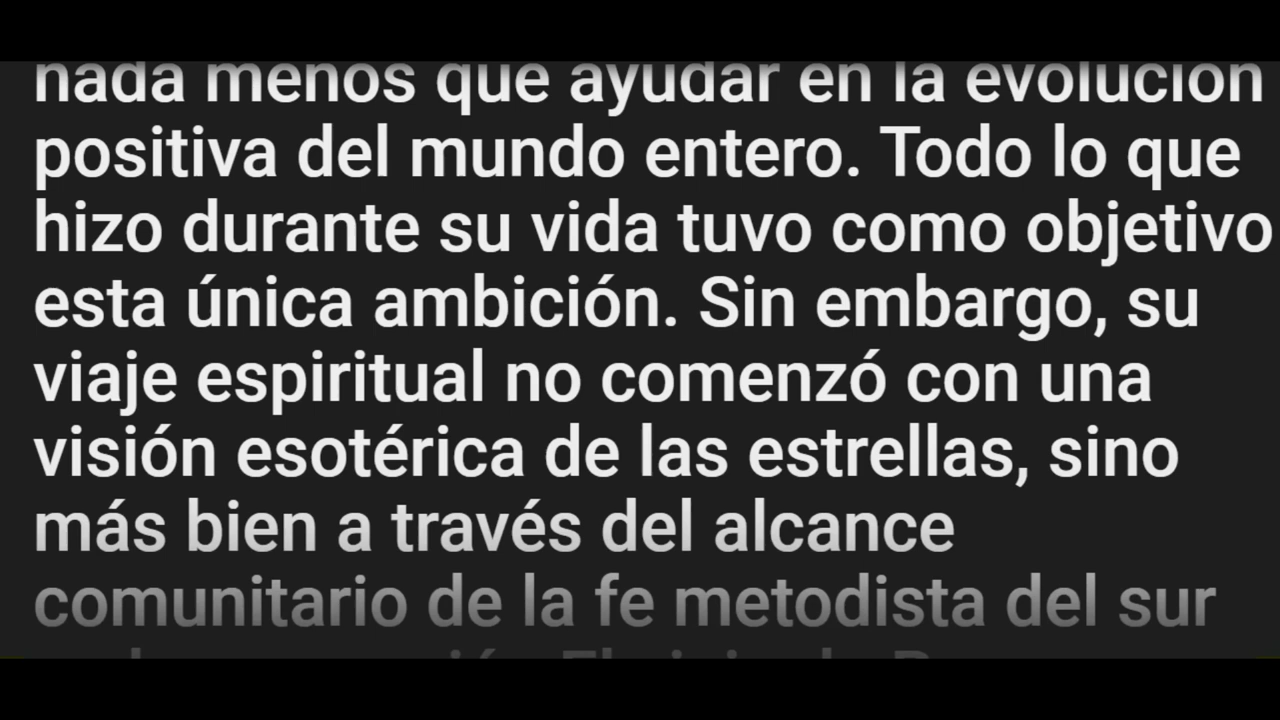 nada menos que ayudar en la evolución
positiva del mundo entero. Todo lo que
hizo durante su vida tuvo como objetivo
esta única ambición. Sin embargo, su
viaje espiritual no comenzó con una
visión esotérica de las estrellas, sino
más bien a través del alcance
comunitario de la fe metodista del sur